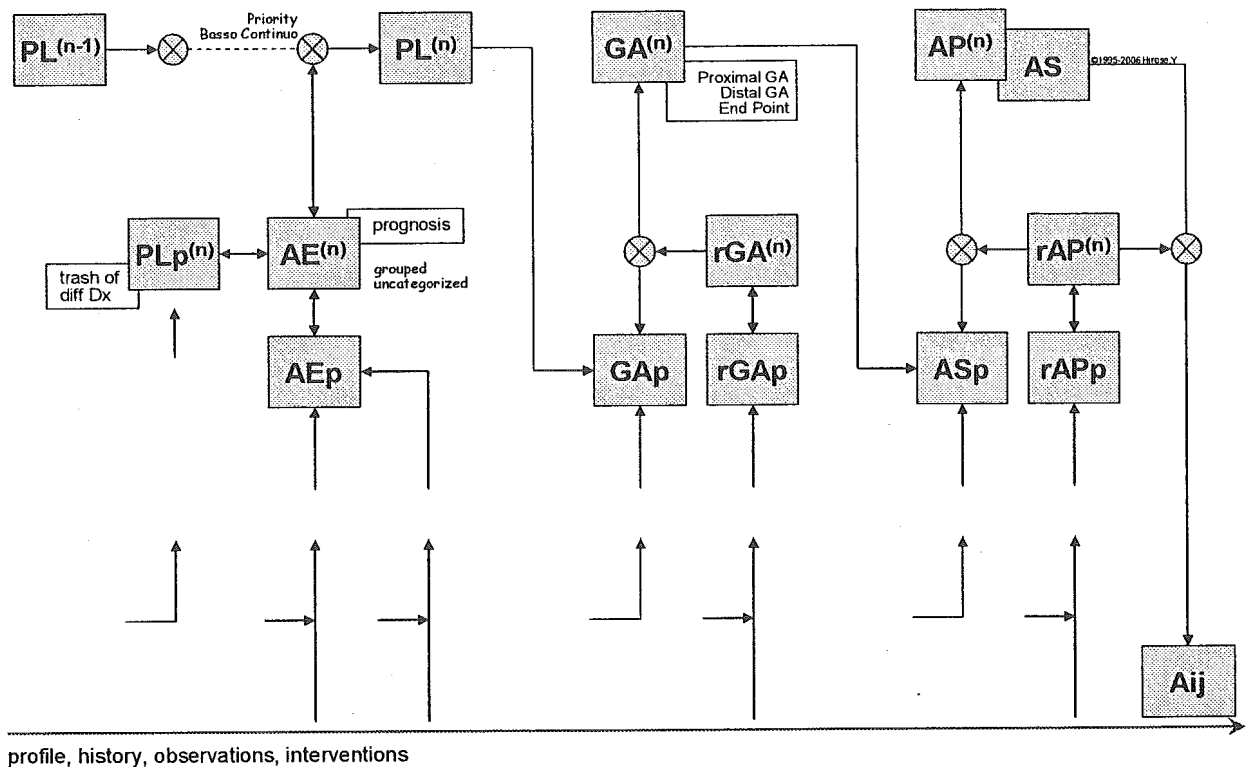 PL(n-1)
Priority
Basso Continuo
PL(n)
GA(n)
Proximal GA
Distal GA
End Point
AP(n)
AS
©1995-2006 Hirose.Y
PLp(n)
trash of
diff Dx
AE(n)
prognosis
grouped
uncategorized
rGA(n)
rAP(n)
AEp
GAp
rGAp
ASp
rAPp
Aij
profile, history, observations, interventions